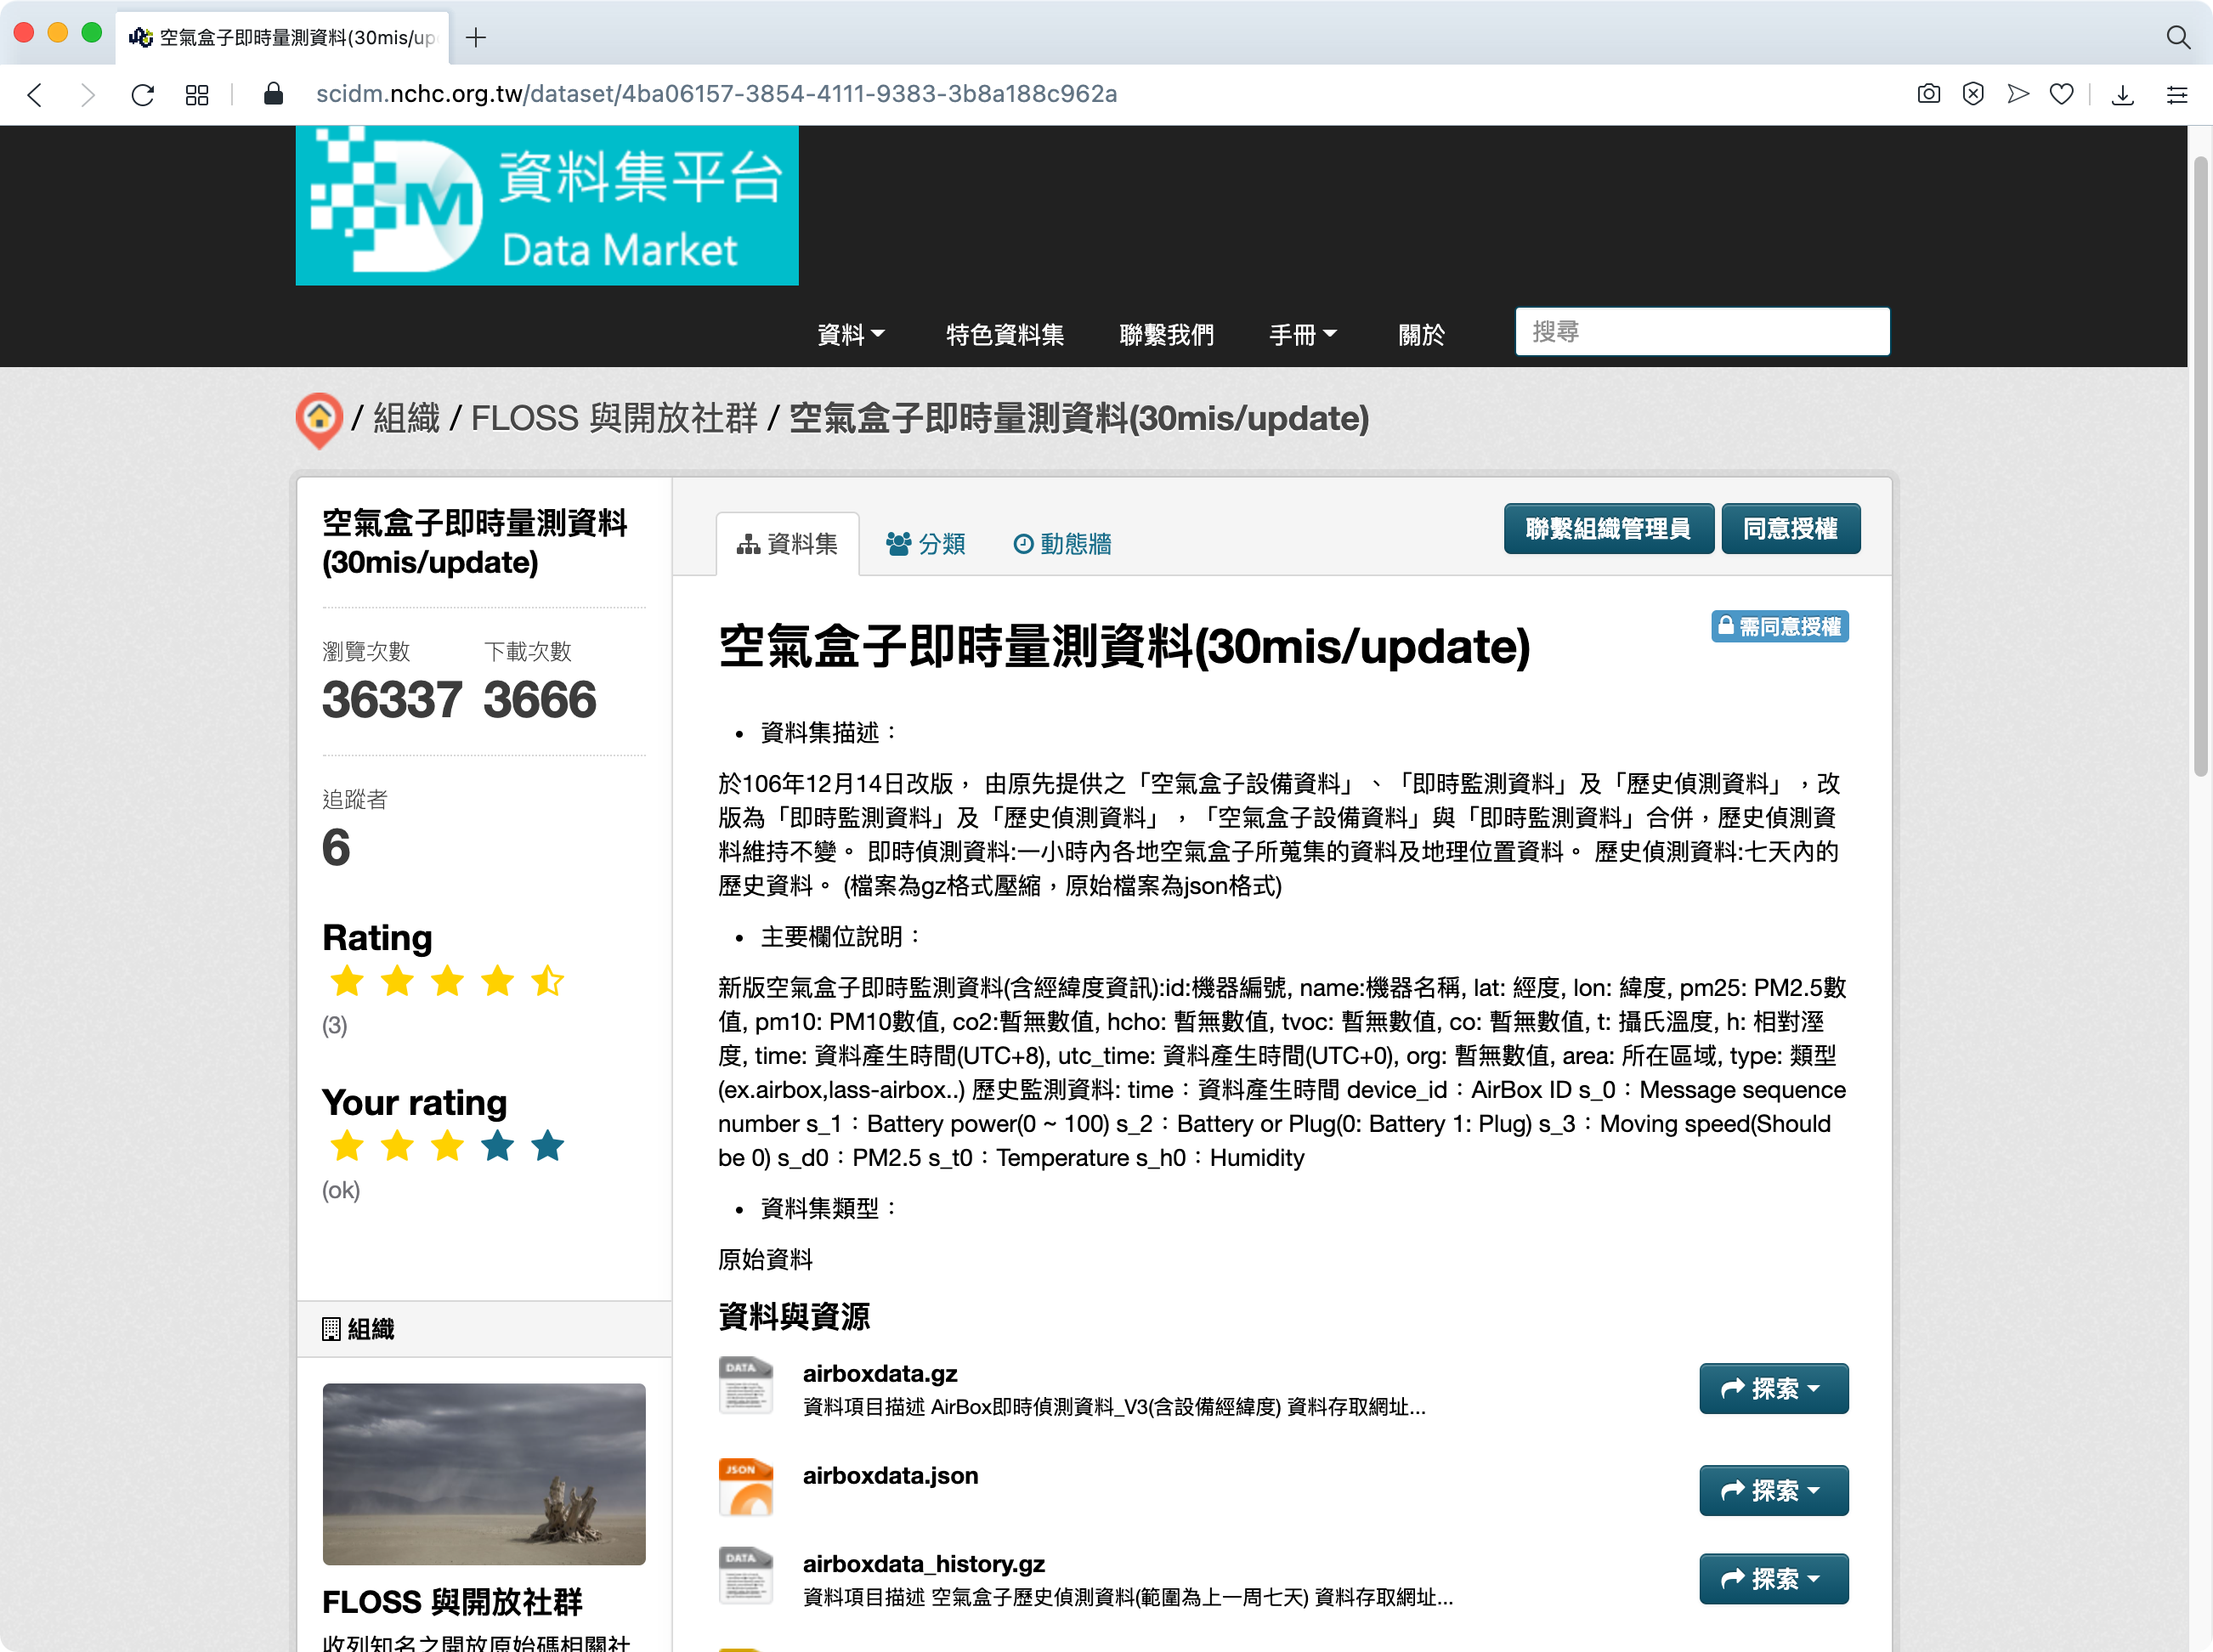 空氣盒子即時量測資料(30mis/up
scidm.nchc.org.tw/dataset/4ba06157-3854-4111-9383-3b8a188c962a
M 資料集平台
Data Market
資料 特色資料集 聯繫我們 手冊 關於 搜尋
/ 組織 / FLOSS 與開放社群 / 空氣盒子即時量測資料(30mis/update)
空氣盒子即時量測資料
(30mis/update)
瀏覽次數 下載次數
36337 3666
追蹤者
6
Rating
(3)
Your rating
(ok)
組織
FLOSS 與開放社群
收列知名之開放原始碼相關社
資料集 分類 動態牆 聯繫組織管理員 同意授權
空氣盒子即時量測資料(30mis/update) 需同意授權
• 資料集描述：
於106年12月14日改版， 由原先提供之「空氣盒子設備資料」、「即時監測資料」及「歷史偵測資料」，改
版為「即時監測資料」及「歷史偵測資料」，「空氣盒子設備資料」與「即時監測資料」合併，歷史偵測資
料維持不變。 即時偵測資料:一小時內各地空氣盒子所蒐集的資料及地理位置資料。 歷史偵測資料:七天內的
歷史資料。 (檔案為gz格式壓縮，原始檔案為json格式)
• 主要欄位說明：
新版空氣盒子即時監測資料(含經緯度資訊):id:機器編號, name:機器名稱, lat: 經度, lon: 緯度, pm25: PM2.5數
值, pm10: PM10數值, co2:暫無數值, hcho: 暫無數值, tvoc: 暫無數值, co: 暫無數值, t: 攝氏溫度, h: 相對溼
度, time: 資料產生時間(UTC+8), utc_time: 資料產生時間(UTC+0), org: 暫無數值, area: 所在區域, type: 類型
(ex.airbox,lass-airbox..) 歷史監測資料: time：資料產生時間 device_id：AirBox ID s_0：Message sequence
number s_1：Battery power(0 ~ 100) s_2：Battery or Plug(0: Battery 1: Plug) s_3：Moving speed(Should
be 0) s_d0：PM2.5 s_t0：Temperature s_h0：Humidity
• 資料集類型：
原始資料
資料與資源
DATA airboxdata.gz 探索
資料項目描述 AirBox即時偵測資料_V3(含設備經緯度) 資料存取網址...
JSON airboxdata.json 探索
DATA airboxdata_history.gz 探索
資料項目描述 空氣盒子歷史偵測資料(範圍為上一周七天) 資料存取網址...